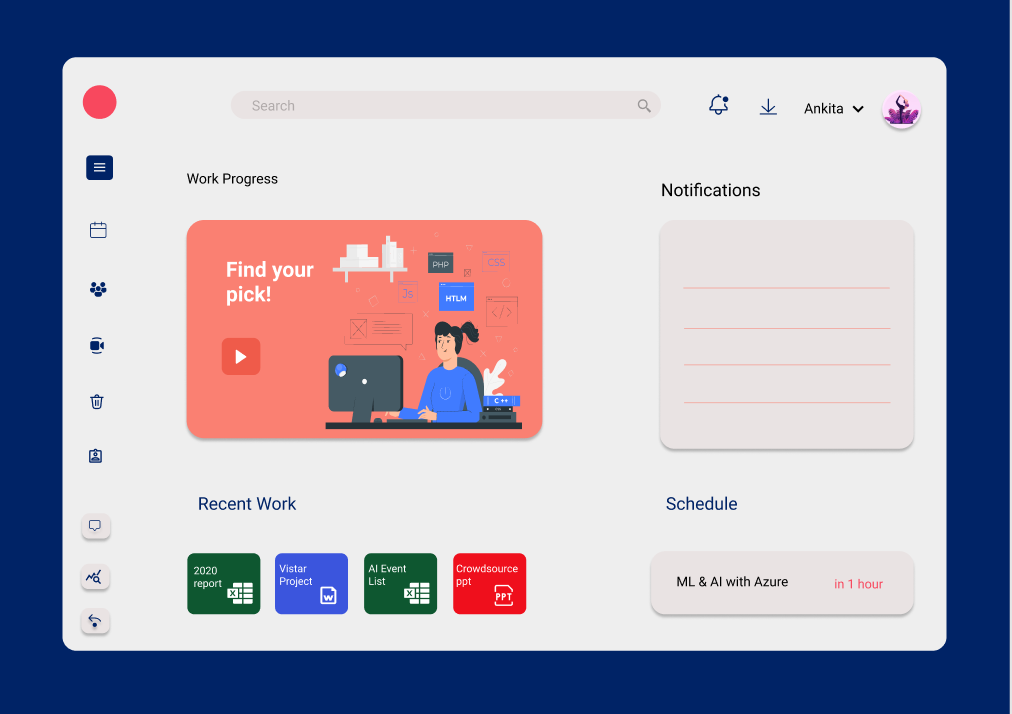 Search
Ankita
Work Progress
Notifications
Find your
pick!
PHP
CSS
Js
HTLM
</>
C ++
CSS
Recent Work
Schedule
2020
report
X
Vistar
Project
W
AI Event
List
X
Crowdsource
ppt
PPT
ML & AI with Azure
in 1 hour